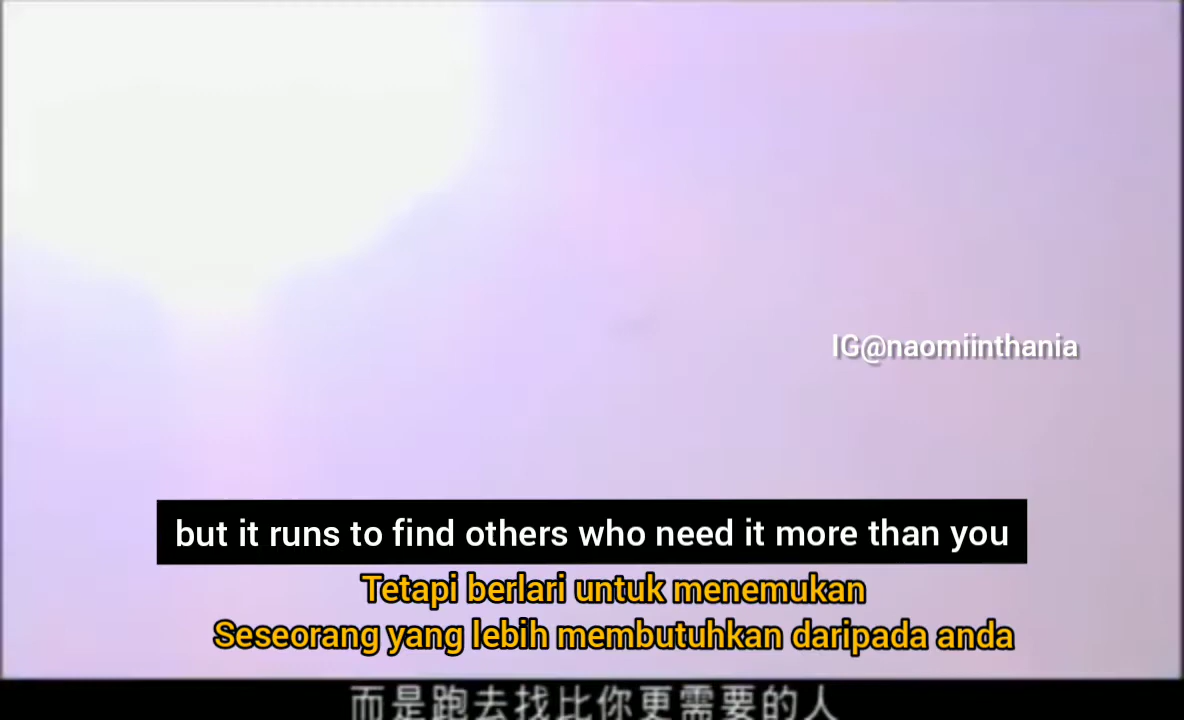 IG@naomiinthania
but it runs to find others who need it more than you
Tetapi berlari untuk menemukan
Seseorang yang lebih membutuhkan daripada anda
而是跑去找比你更需要的人